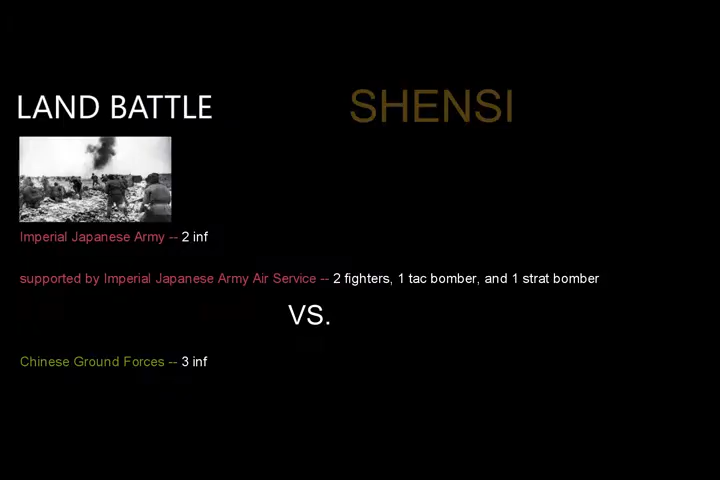 LAND BATTLE SHENSI
Imperial Japanese Army -- 2 inf
supported by Imperial Japanese Army Air Service -- 2 fighters, 1 tac bomber, and 1 strat bomber
VS.
Chinese Ground Forces -- 3 inf